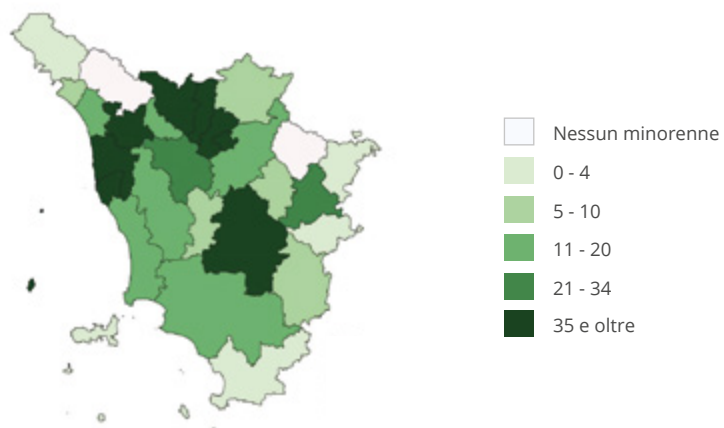 Nessun minorenne
0 - 4
5 - 10
11 - 20
21 - 34
35 e oltre